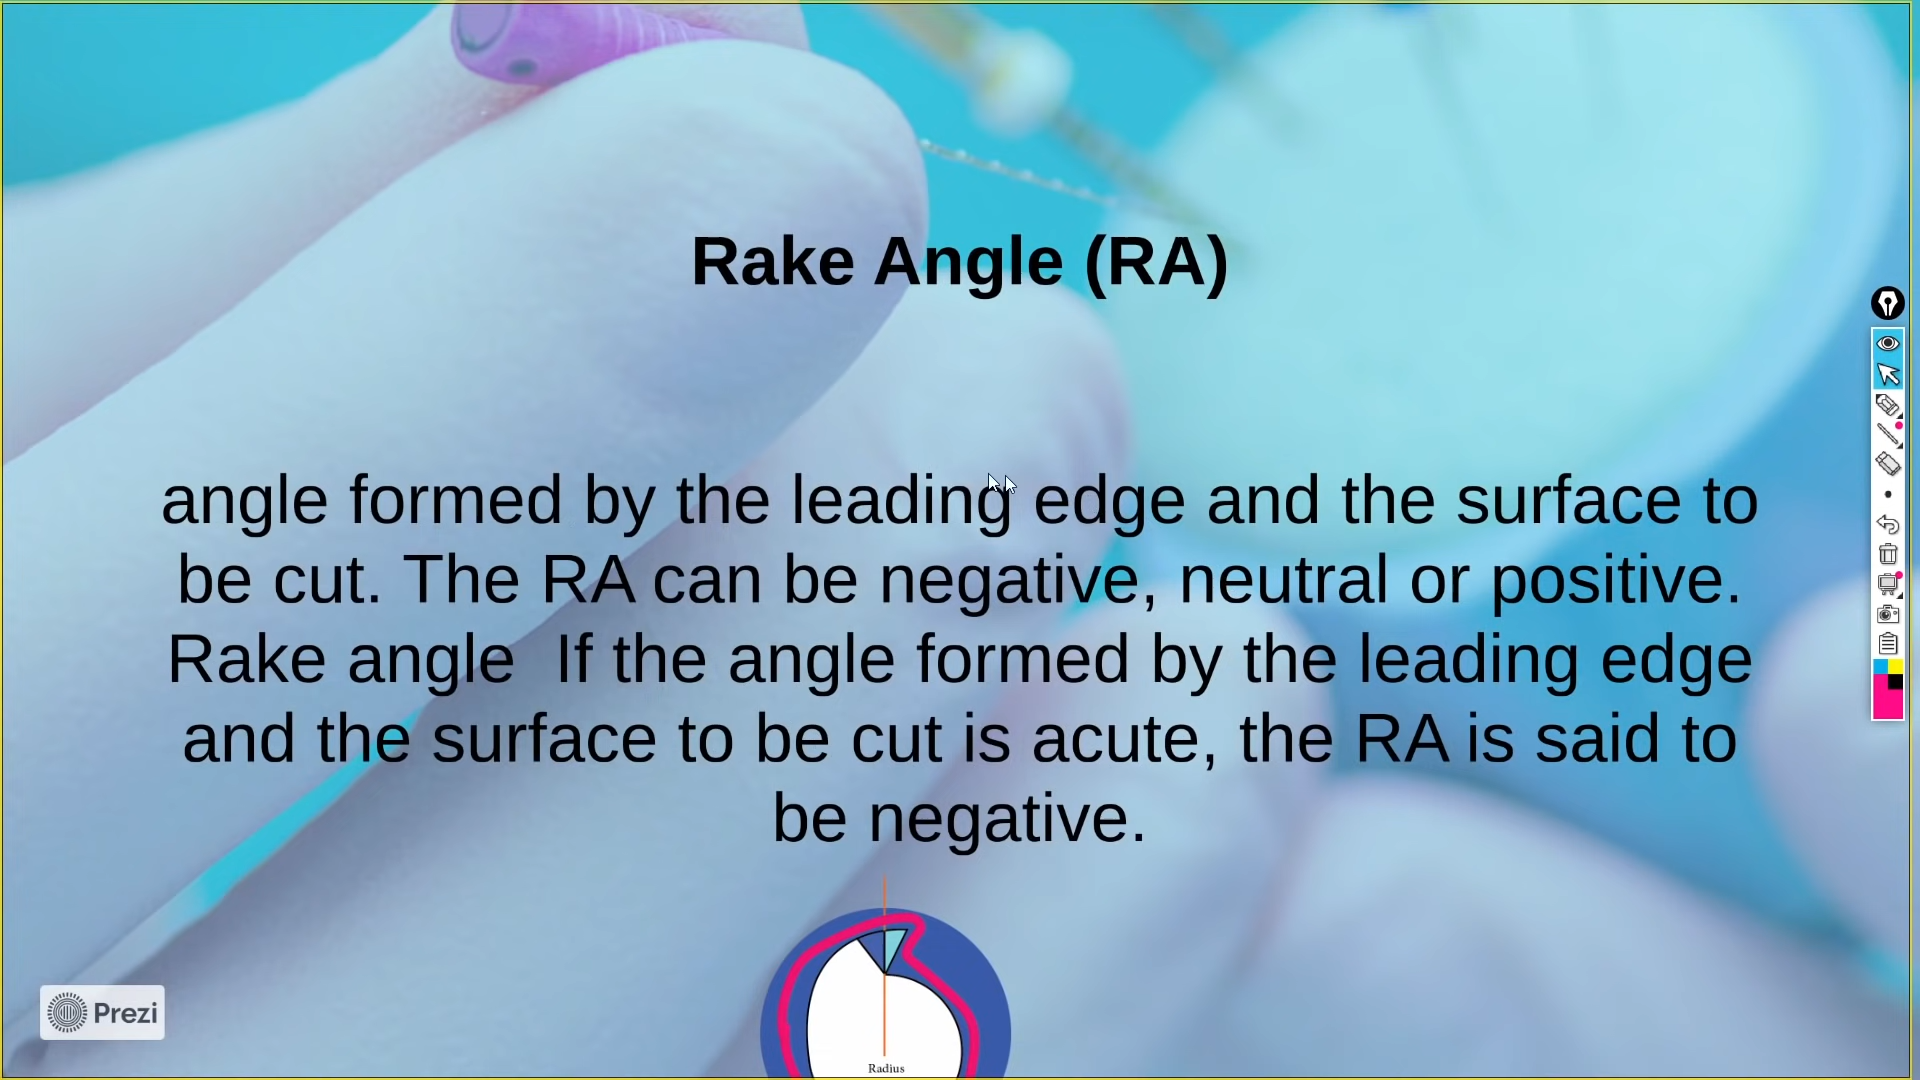 Rake Angle (RA)
angle formed by the leading edge and the surface to
be cut. The RA can be negative, neutral or positive.
Rake angle  If the angle formed by the leading edge
and the surface to be cut is acute, the RA is said to
be negative.
Radius
Prezi